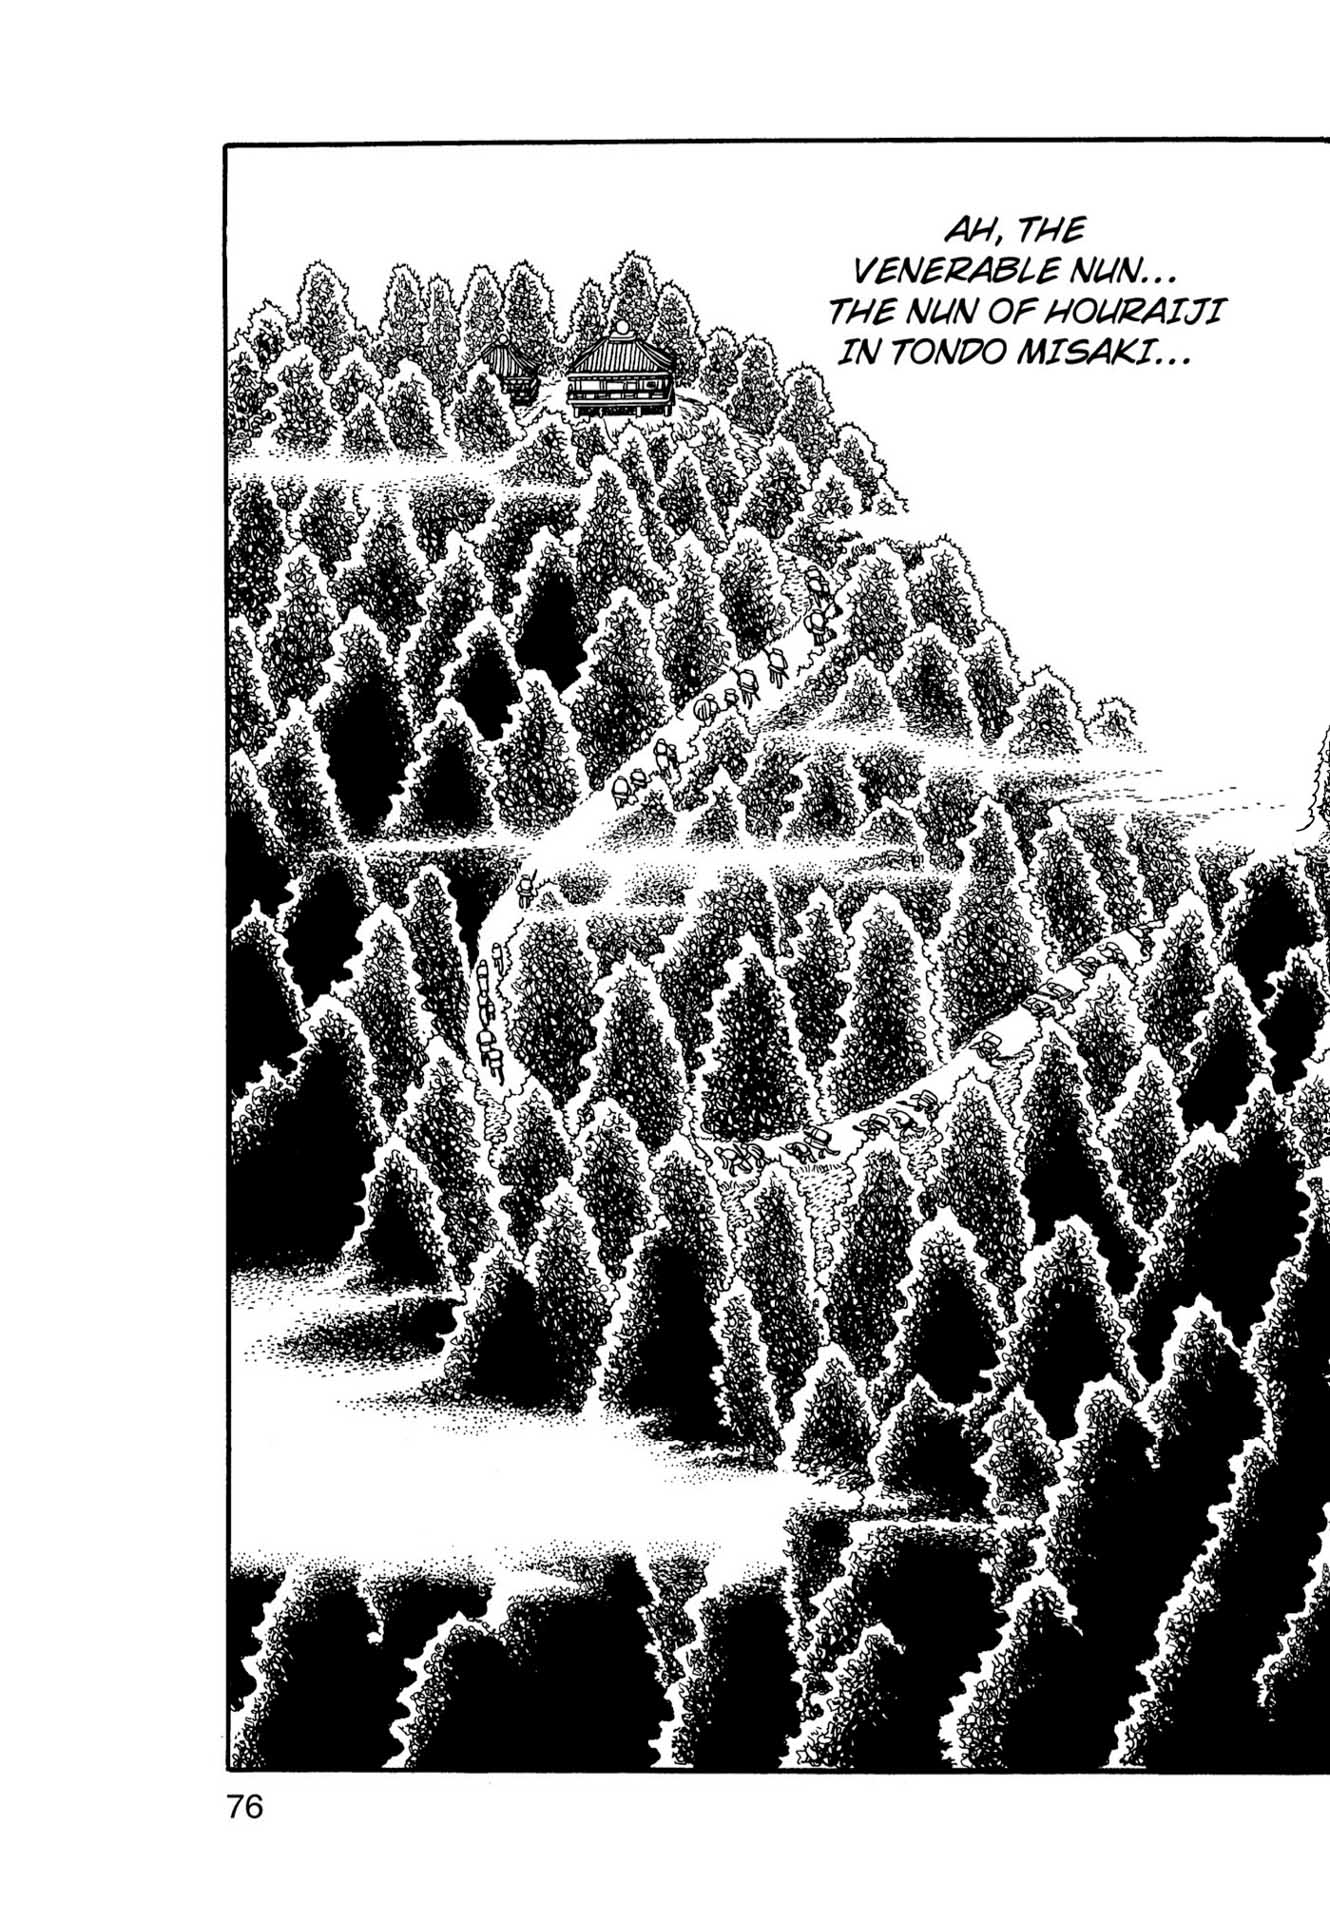 AH, THE
VENERABLE NUN...
THE NUN OF HOURAIJI
IN TONDO MISAKI...
76